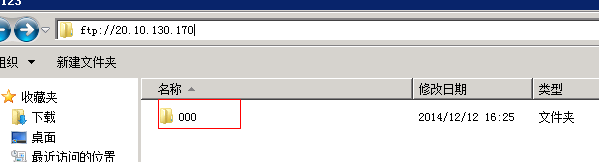 123
ftp://20.10.130.170
组织 新建文件夹
名称 修改日期 类型
收藏夹
000 2014/12/12 16:25 文件夹
下载
桌面
最近访问的位置